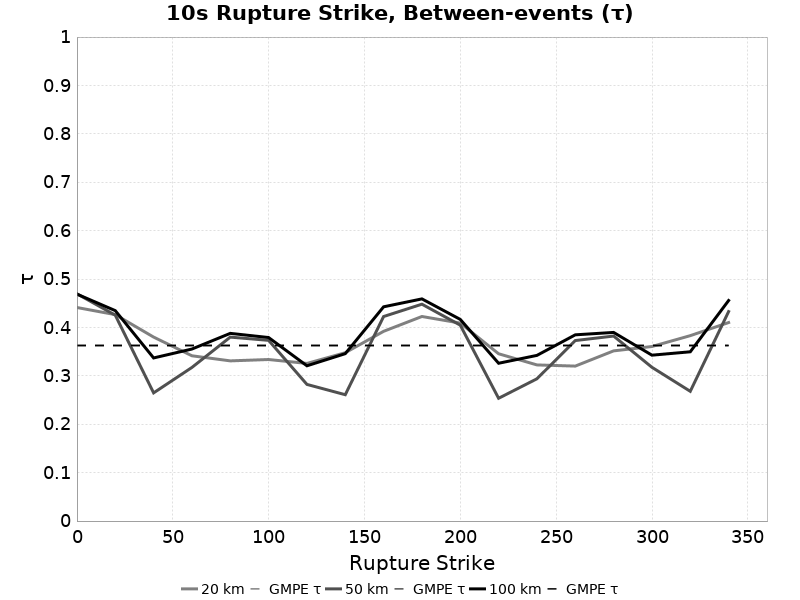 10s Rupture Strike, Between-events (τ)
1
0.9
0.8
0.7
0.6
0.5
0.4
0.3
0.2
0.1
0
τ
0 50 100 150 200 250 300 350
Rupture Strike
20 km GMPE τ 50 km GMPE τ 100 km GMPE τ